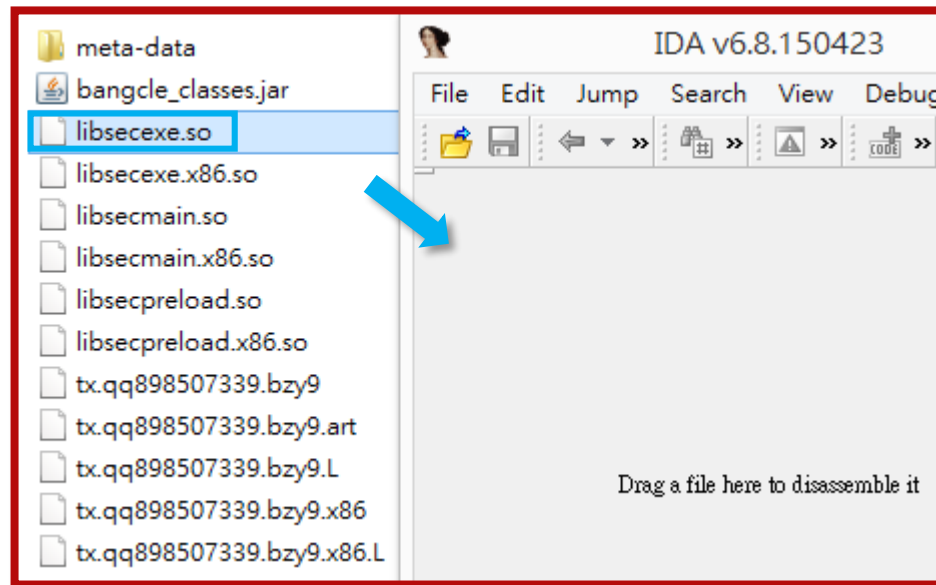 meta-data
bangcle_classes.jar
libsecexe.so
libsecexe.x86.so
libsecmain.so
libsecmain.x86.so
libsecpreload.so
libsecpreload.x86.so
tx.qq898507339.bzy9
tx.qq898507339.bzy9.art
tx.qq898507339.bzy9.L
tx.qq898507339.bzy9.x86
tx.qq898507339.bzy9.x86.L
IDA v6.8.150423
File Edit Jump Search View Debug
CODE
Drag a file here to disassemble it